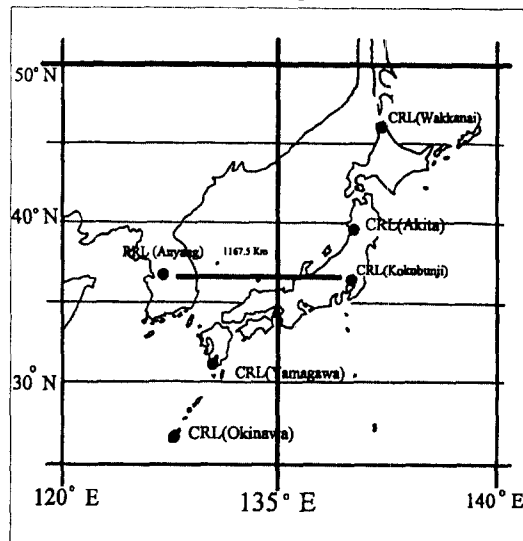 50° N
CRL(Wakkanai)
40° N
CRL(Akita)
RRL (Anyang)
1167.5 Km
CRL(Kokubunji)
30° N
CRL(Yamagawa)
CRL(Okinawa)
120° E
135° E
140° E